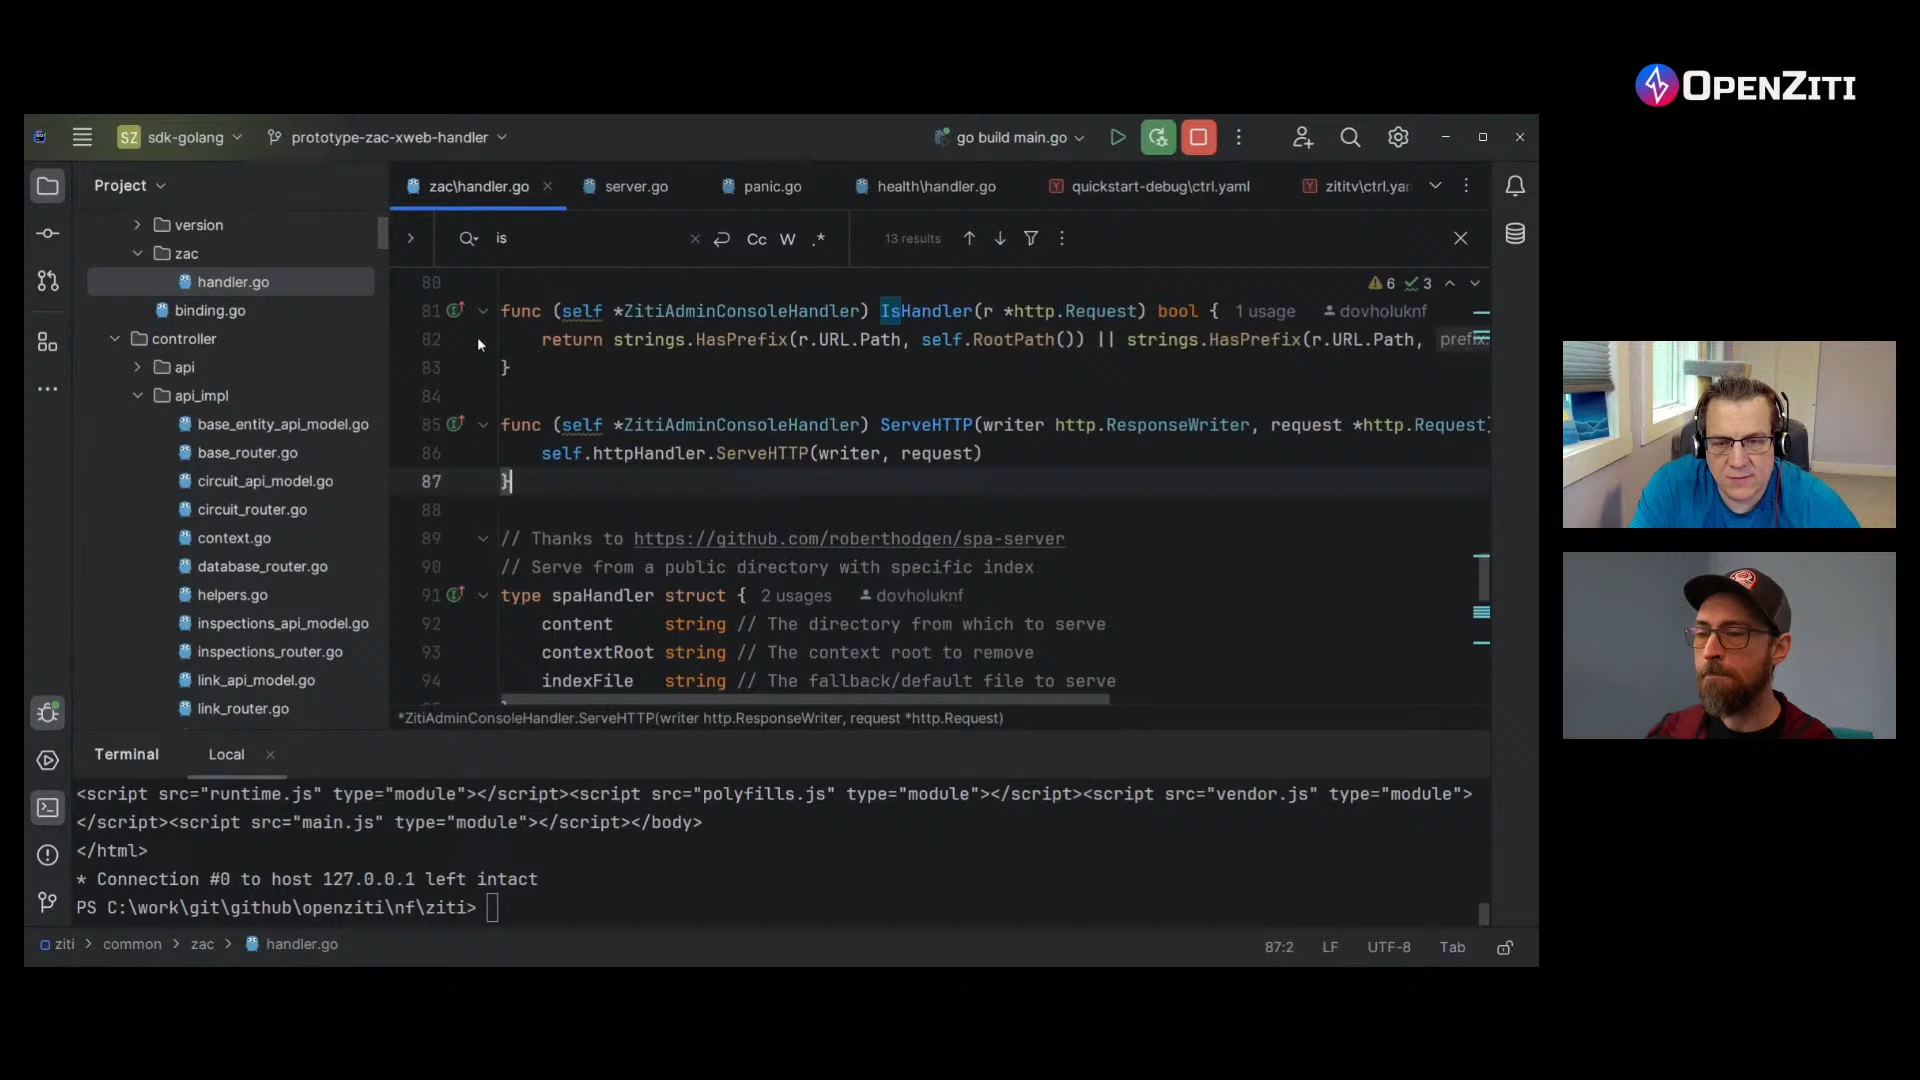 OPENZITI
SZ sdk-golang
prototype-zac-xweb-handler
go build main.go
Project
zac\handler.go
server.go
panic.go
health\handler.go
quickstart-debug\ctrl.yaml
zititv\ctrl.yar
version
zac
handler.go
binding.go
controller
api
api_impl
base_entity_api_model.go
base_router.go
circuit_api_model.go
circuit_router.go
context.go
database_router.go
helpers.go
inspections_api_model.go
inspections_router.go
link_api_model.go
link_router.go
is
Cc W .*
13 results
6 3
80
81 func (self *ZitiAdminConsoleHandler) IsHandler(r *http.Request) bool { 1 usage dovholuknf
82 return strings.HasPrefix(r.URL.Path, self.RootPath()) || strings.HasPrefix(r.URL.Path, prefix:
83 }
84
85 func (self *ZitiAdminConsoleHandler) ServeHTTP(writer http.ResponseWriter, request *http.Request)
86 self.httpHandler.ServeHTTP(writer, request)
87 }
88
89 // Thanks to https://github.com/roberthodgen/spa-server
90 // Serve from a public directory with specific index
91 type spaHandler struct { 2 usages dovholuknf
92 content string // The directory from which to serve
93 contextRoot string // The context root to remove
94 indexFile string // The fallback/default file to serve
*ZitiAdminConsoleHandler.ServeHTTP(writer http.ResponseWriter, request *http.Request)
Terminal
Local
<script src="runtime.js" type="module"></script><script src="polyfills.js" type="module"></script><script src="vendor.js" type="module">
</script><script src="main.js" type="module"></script></body>
</html>
* Connection #0 to host 127.0.0.1 left intact
PS C:\work\git\github\openziti\nf\ziti>
ziti > common > zac > handler.go
87:2 LF UTF-8 Tab